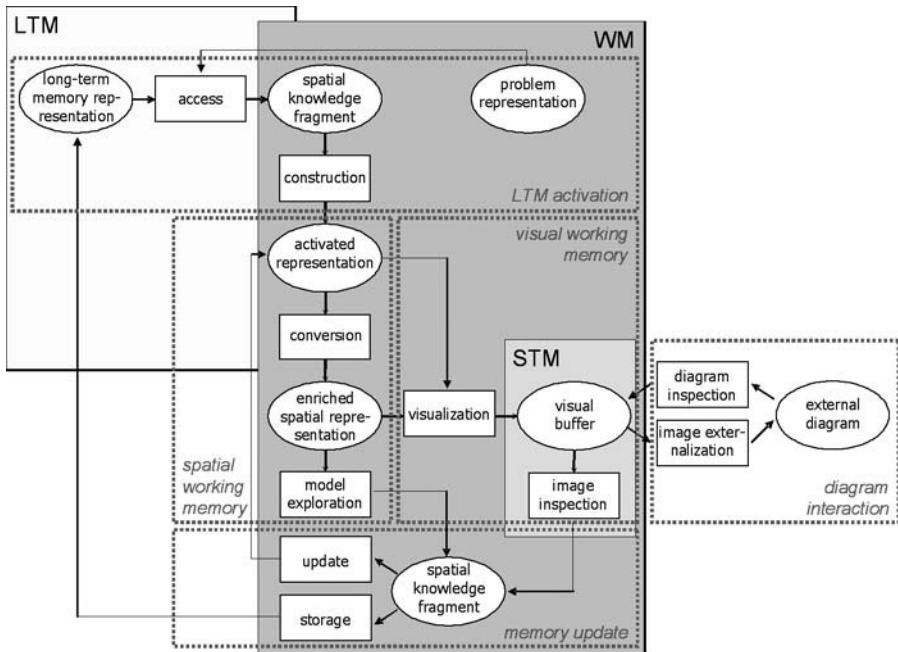 LTM
WM
long-term
memory rep-
resentation
access
spatial
knowledge
fragment
problem
representation
construction
LTM activation
activated
representation
visual working
memory
conversion
STM
enriched
spatial repre-
sentation
visualization
visual
buffer
diagram
inspection
image exter-
nalization
external
diagram
spatial
working
memory
model
exploration
image
inspection
diagram
interaction
update
spatial
knowledge
fragment
storage
memory update